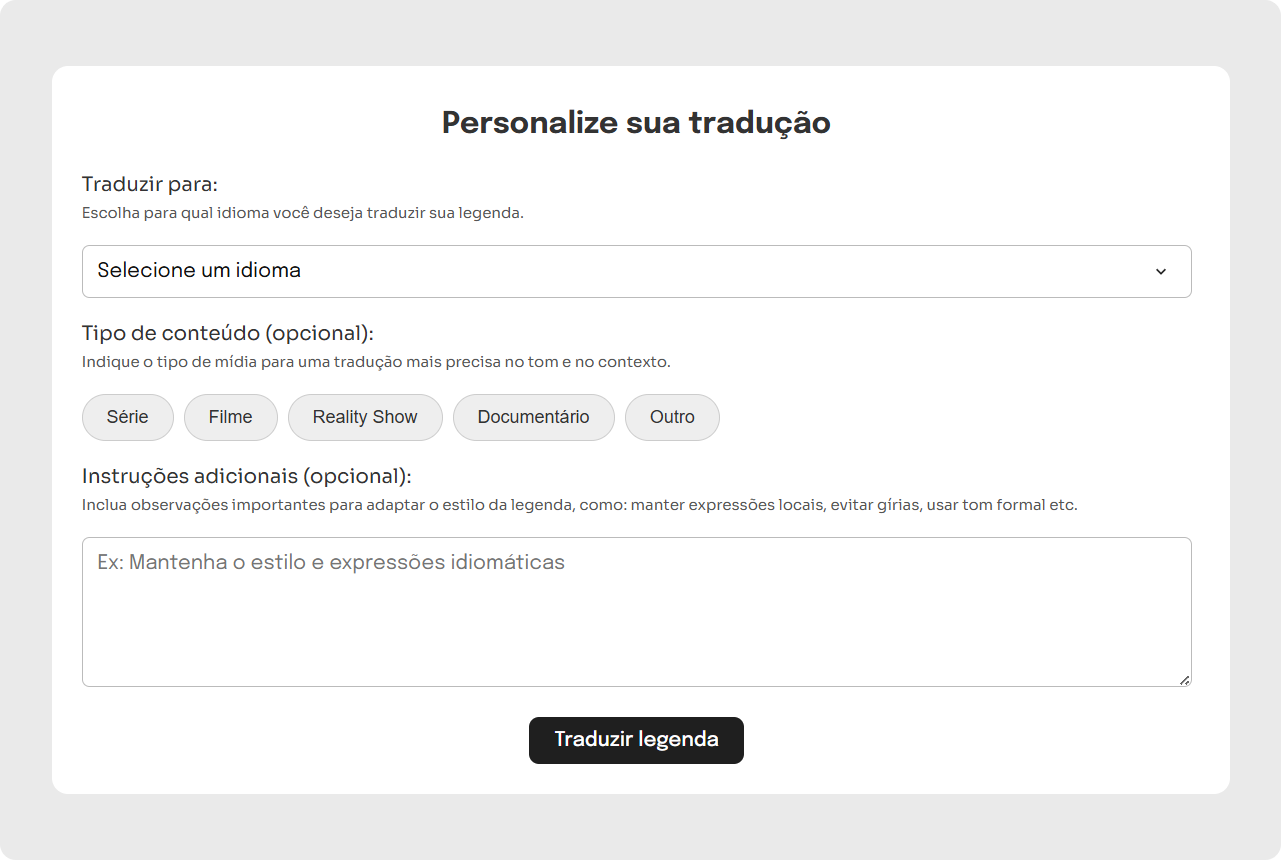 Personalize sua tradução
Traduzir para:
Escolha para qual idioma você deseja traduzir sua legenda.
Selecione um idioma
Tipo de conteúdo (opcional):
Indique o tipo de mídia para uma tradução mais precisa no tom e no contexto.
Série Filme Reality Show Documentário Outro
Instruções adicionais (opcional):
Inclua observações importantes para adaptar o estilo da legenda, como: manter expressões locais, evitar gírias, usar tom formal etc.
Ex: Mantenha o estilo e expressões idiomáticas
Traduzir legenda